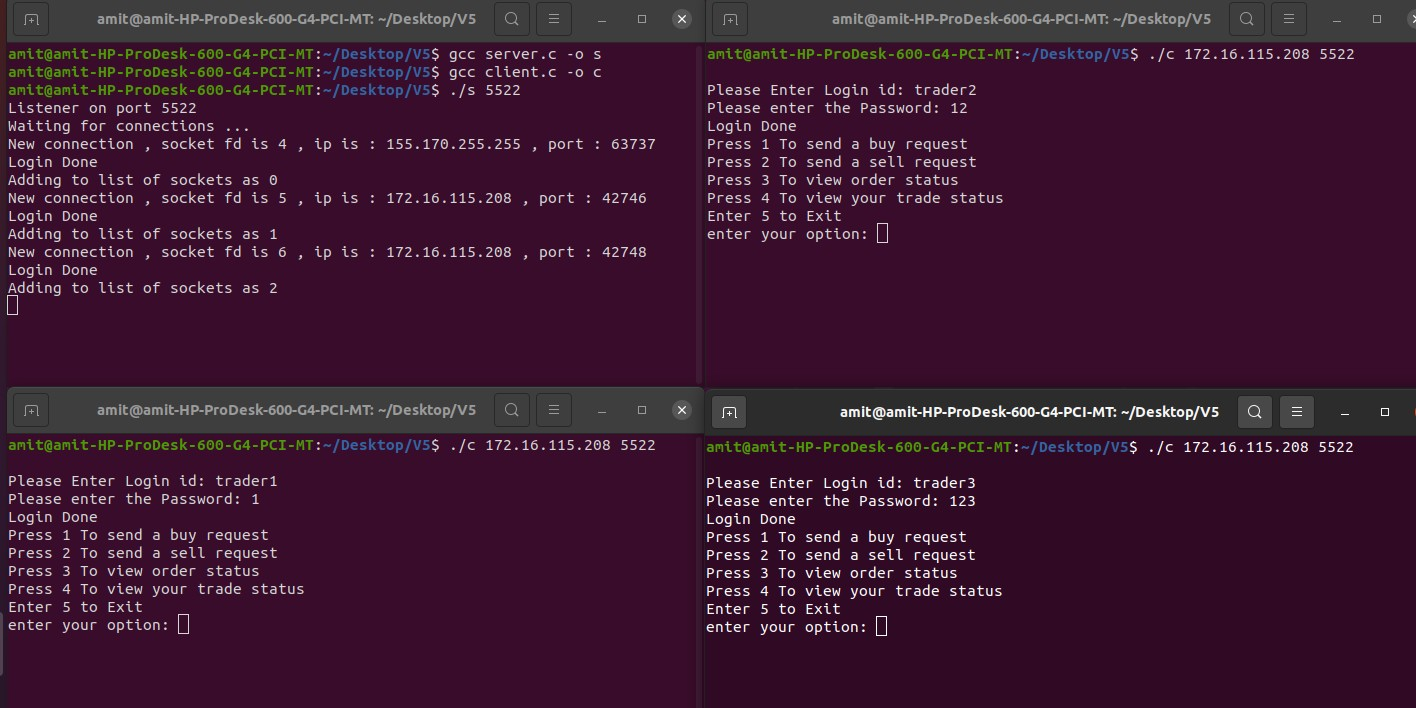 amit@amit-HP-ProDesk-600-G4-PCI-MT: ~/Desktop/V5
amit@amit-HP-ProDesk-600-G4-PCI-MT:~/Desktop/V5$ gcc server.c -o s
amit@amit-HP-ProDesk-600-G4-PCI-MT:~/Desktop/V5$ gcc client.c -o c
amit@amit-HP-ProDesk-600-G4-PCI-MT:~/Desktop/V5$ ./s 5522
Listener on port 5522
Waiting for connections ...
New connection , socket fd is 4 , ip is : 155.170.255.255 , port : 63737
Login Done
Adding to list of sockets as 0
New connection , socket fd is 5 , ip is : 172.16.115.208 , port : 42746
Login Done
Adding to list of sockets as 1
New connection , socket fd is 6 , ip is : 172.16.115.208 , port : 42748
Login Done
Adding to list of sockets as 2
amit@amit-HP-ProDesk-600-G4-PCI-MT: ~/Desktop/V5
amit@amit-HP-ProDesk-600-G4-PCI-MT:~/Desktop/V5$ ./c 172.16.115.208 5522
Please Enter Login id: trader2
Please enter the Password: 12
Login Done
Press 1 To send a buy request
Press 2 To send a sell request
Press 3 To view order status
Press 4 To view your trade status
Enter 5 to Exit
enter your option:
amit@amit-HP-ProDesk-600-G4-PCI-MT: ~/Desktop/V5
amit@amit-HP-ProDesk-600-G4-PCI-MT:~/Desktop/V5$ ./c 172.16.115.208 5522
Please Enter Login id: trader1
Please enter the Password: 1
Login Done
Press 1 To send a buy request
Press 2 To send a sell request
Press 3 To view order status
Press 4 To view your trade status
Enter 5 to Exit
enter your option:
amit@amit-HP-ProDesk-600-G4-PCI-MT: ~/Desktop/V5
amit@amit-HP-ProDesk-600-G4-PCI-MT:~/Desktop/V5$ ./c 172.16.115.208 5522
Please Enter Login id: trader3
Please enter the Password: 123
Login Done
Press 1 To send a buy request
Press 2 To send a sell request
Press 3 To view order status
Press 4 To view your trade status
Enter 5 to Exit
enter your option: